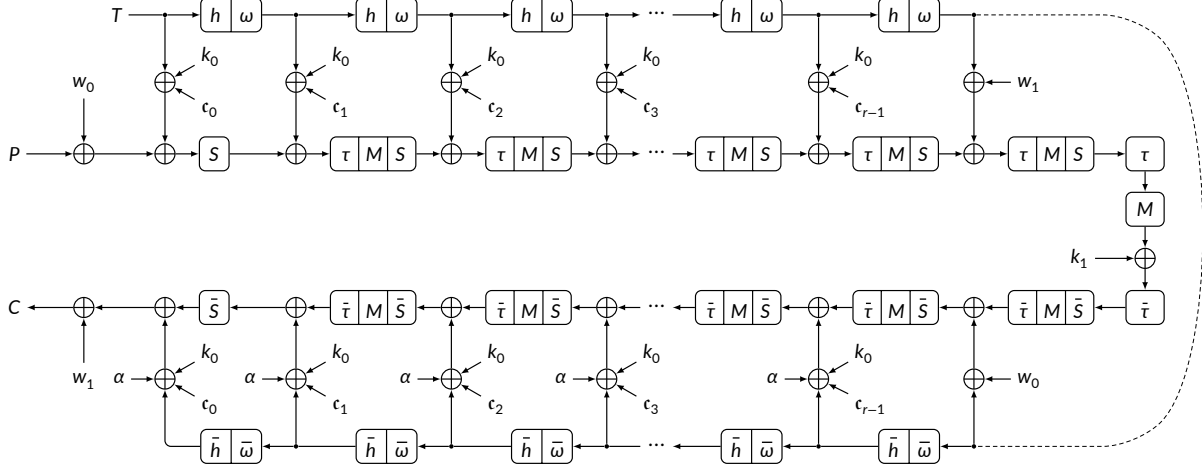 T h ω h ω h ω ... h ω h ω
k₀ k₀ k₀ k₀ k₀
w₀ w₁
𝔠₀ 𝔠₁ 𝔠₂ 𝔠₃ 𝔠ᵣ₋₁
P S τ M S τ M S ... τ M S τ M S τ M S τ
M
k₁
C S̄ τ̄ M S̄ τ̄ M S̄ ... τ̄ M S̄ τ̄ M S̄ τ̄ M S̄ τ̄
k₀ k₀ k₀ k₀ k₀
w₁ α α α α α w₀
𝔠₀ 𝔠₁ 𝔠₂ 𝔠₃ 𝔠ᵣ₋₁
h̄ ω̄ h̄ ω̄ h̄ ω̄ ... h̄ ω̄ h̄ ω̄